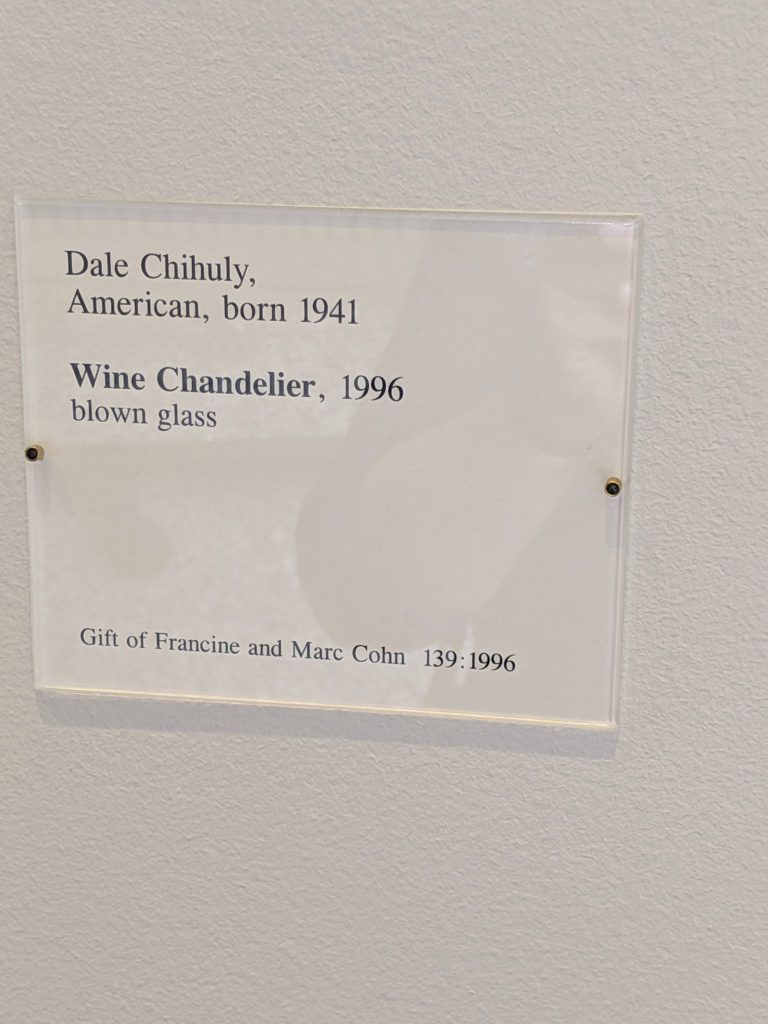 Dale Chihuly,
American, born 1941
Wine Chandelier, 1996
blown glass
Gift of Francine and Marc Cohn 139:1996